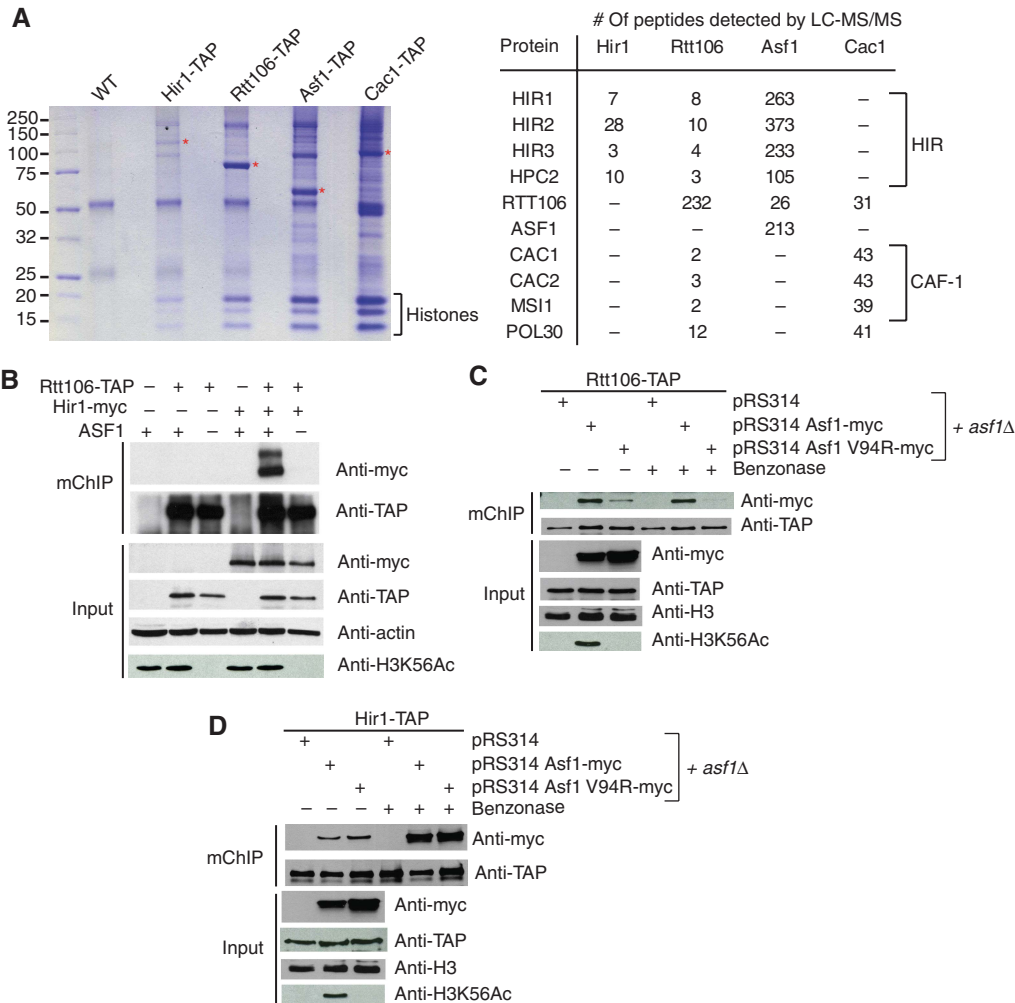 A
WT
Hir1-TAP
Rtt106-TAP
Asf1-TAP
Cac1-TAP
250
150
100
75
50
32
25
20
15
*
*
*
*
Histones
# Of peptides detected by LC-MS/MS
Protein Hir1 Rtt106 Asf1 Cac1
HIR1 7 8 263 –
HIR2 28 10 373 –
HIR3 3 4 233 –
HPC2 10 3 105 –
HIR
RTT106 – 232 26 31
ASF1 – – 213 –
CAC1 – 2 – 43
CAC2 – 3 – 43
MSI1 – 2 – 39
CAF-1
POL30 – 12 – 41
B
Rtt106-TAP – + + – + +
Hir1-myc – – – + + +
ASF1 + + – + + –
mChIP
Anti-myc
Anti-TAP
Input
Anti-myc
Anti-TAP
Anti-actin
Anti-H3K56Ac
C
Rtt106-TAP
+ + pRS314
+ + pRS314 Asf1-myc
+ + pRS314 Asf1 V94R-myc
+ asf1Δ
– – – + + + Benzonase
mChIP
Anti-myc
Anti-TAP
Input
Anti-myc
Anti-TAP
Anti-H3
Anti-H3K56Ac
D
Hir1-TAP
+ + pRS314
+ + pRS314 Asf1-myc
+ + pRS314 Asf1 V94R-myc
+ asf1Δ
– – – + + + Benzonase
mChIP
Anti-myc
Anti-TAP
Input
Anti-myc
Anti-TAP
Anti-H3
Anti-H3K56Ac